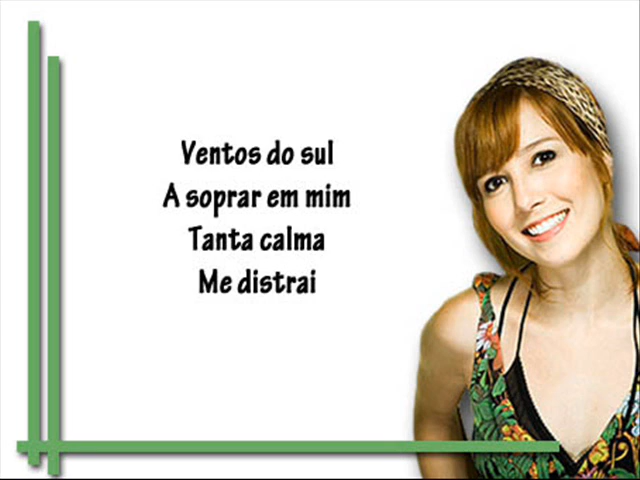 Ventos do sul
A soprar em mim
Tanta calma
Me distrai